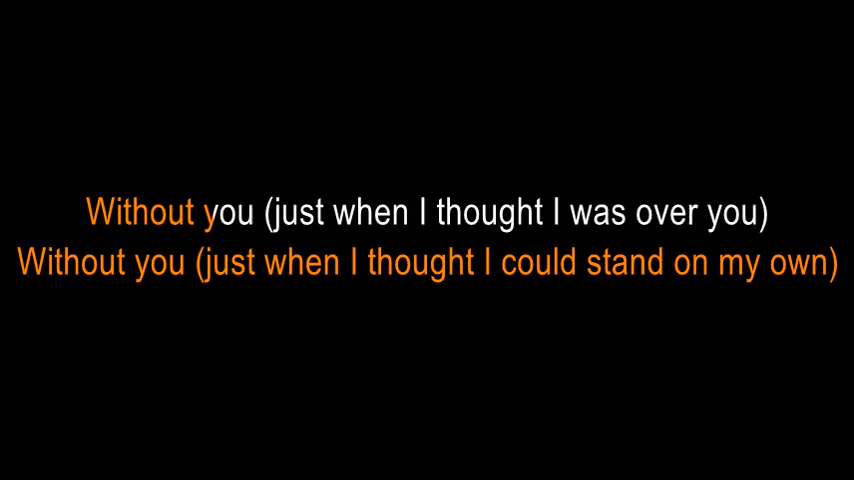 Without you (just when I thought I was over you)
Without you (just when I thought I could stand on my own)